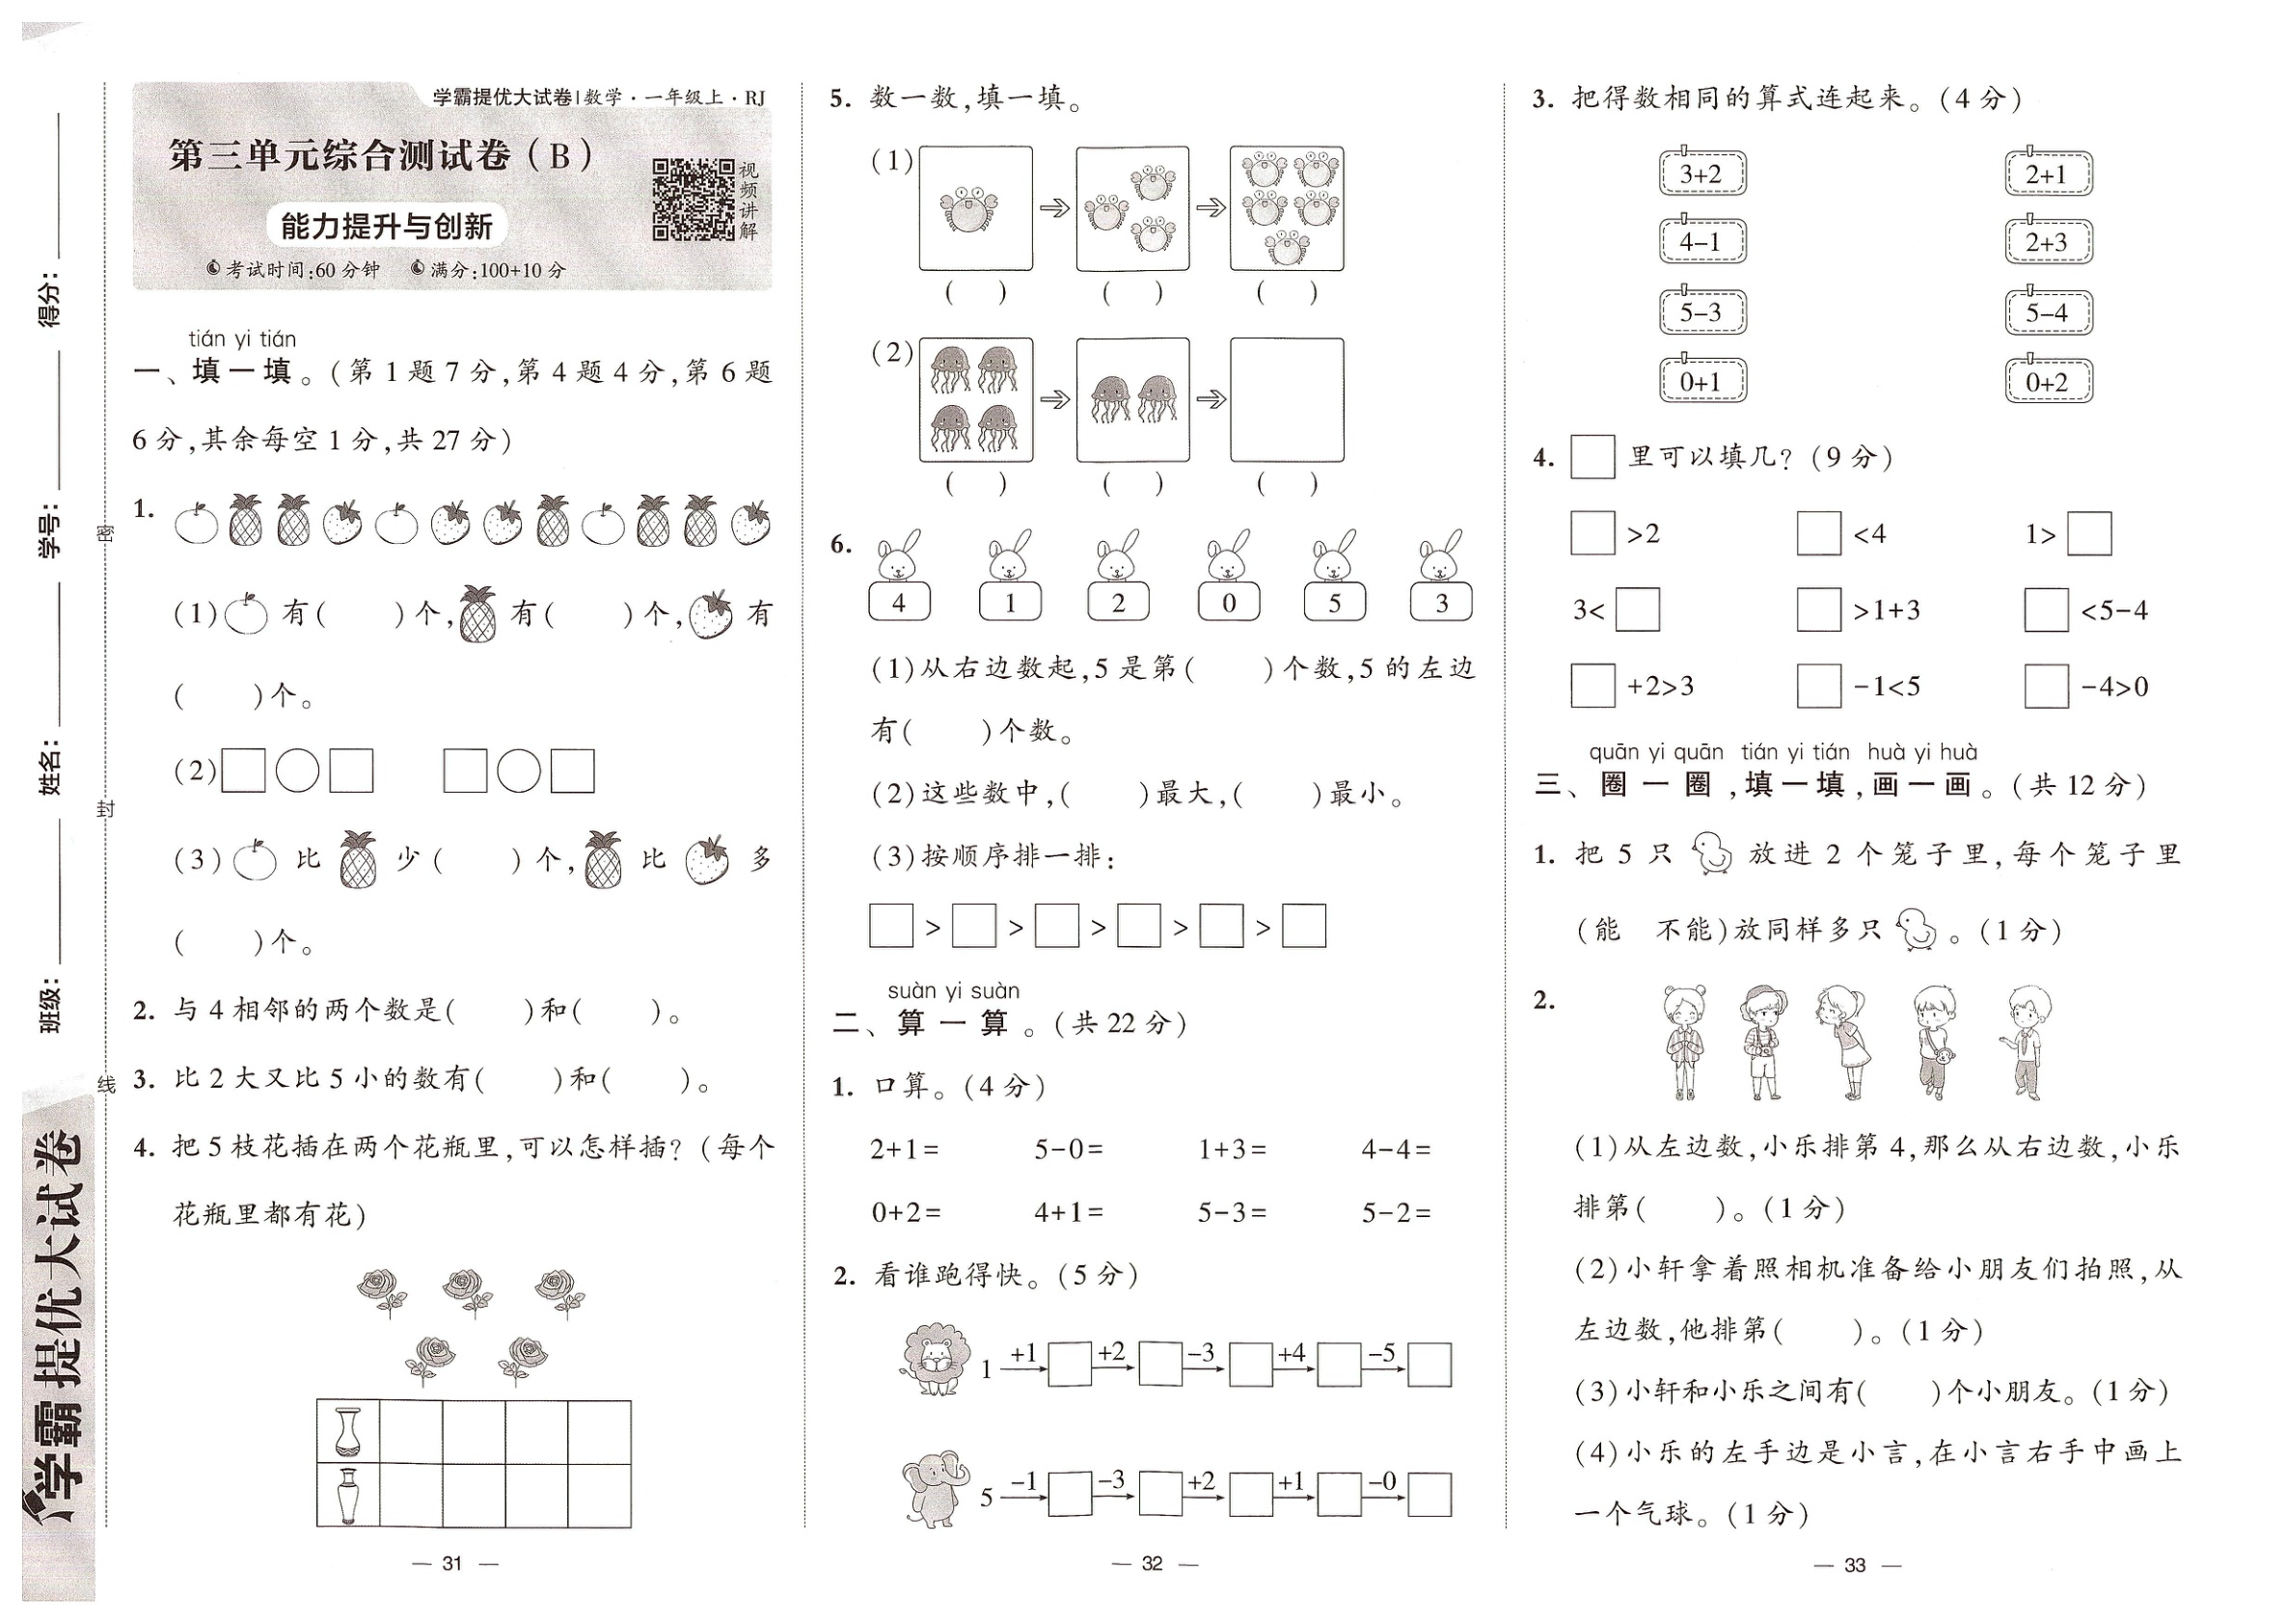 得分：
学号：
姓名：
班级：
密
封
线
学霸提优大试卷
学霸提优大试卷|数学·一年级上·RJ
第三单元综合测试卷（B）
能力提升与创新
视频讲解
考试时间:60分钟 满分:100+10分
tián yi tián
一、填一填。(第1题7分,第4题4分,第6题
6分,其余每空1分,共27分)
1.
(1) 有( )个, 有( )个, 有
( )个。
(2)
(3) 比 少( )个, 比 多
( )个。
2. 与4相邻的两个数是( )和( )。
3. 比2大又比5小的数有( )和( )。
4. 把5枝花插在两个花瓶里,可以怎样插? (每个
花瓶里都有花)
— 31 —
5. 数一数,填一填。
(1)
( ) ( ) ( )
(2)
( ) ( ) ( )
6.
4 1 2 0 5 3
(1)从右边数起,5是第( )个数,5的左边
有( )个数。
(2)这些数中,( )最大,( )最小。
(3)按顺序排一排:
□>□>□>□>□>□
suàn yi suàn
二、算一算。(共22分)
1. 口算。(4分)
2+1= 5-0= 1+3= 4-4=
0+2= 4+1= 5-3= 5-2=
2. 看谁跑得快。(5分)
1 +1 +2 -3 +4 -5
5 -1 -3 +2 +1 -0
— 32 —
3. 把得数相同的算式连起来。(4分)
3+2 2+1
4-1 2+3
5-3 5-4
0+1 0+2
4. □里可以填几? (9分)
□>2 □<4 1>□
3<□ □>1+3 □<5-4
□+2>3 □-1<5 □-4>0
quān yi quān tián yi tián huà yi huà
三、圈一圈,填一填,画一画。(共12分)
1. 把5只 放进2个笼子里,每个笼子里
(能 不能)放同样多只 。(1分)
2.
(1)从左边数,小乐排第4,那么从右边数,小乐
排第( )。(1分)
(2)小轩拿着照相机准备给小朋友们拍照,从
左边数,他排第( )。(1分)
(3)小轩和小乐之间有( )个小朋友。(1分)
(4)小乐的左手边是小言,在小言右手中画上
一个气球。(1分)
— 33 —